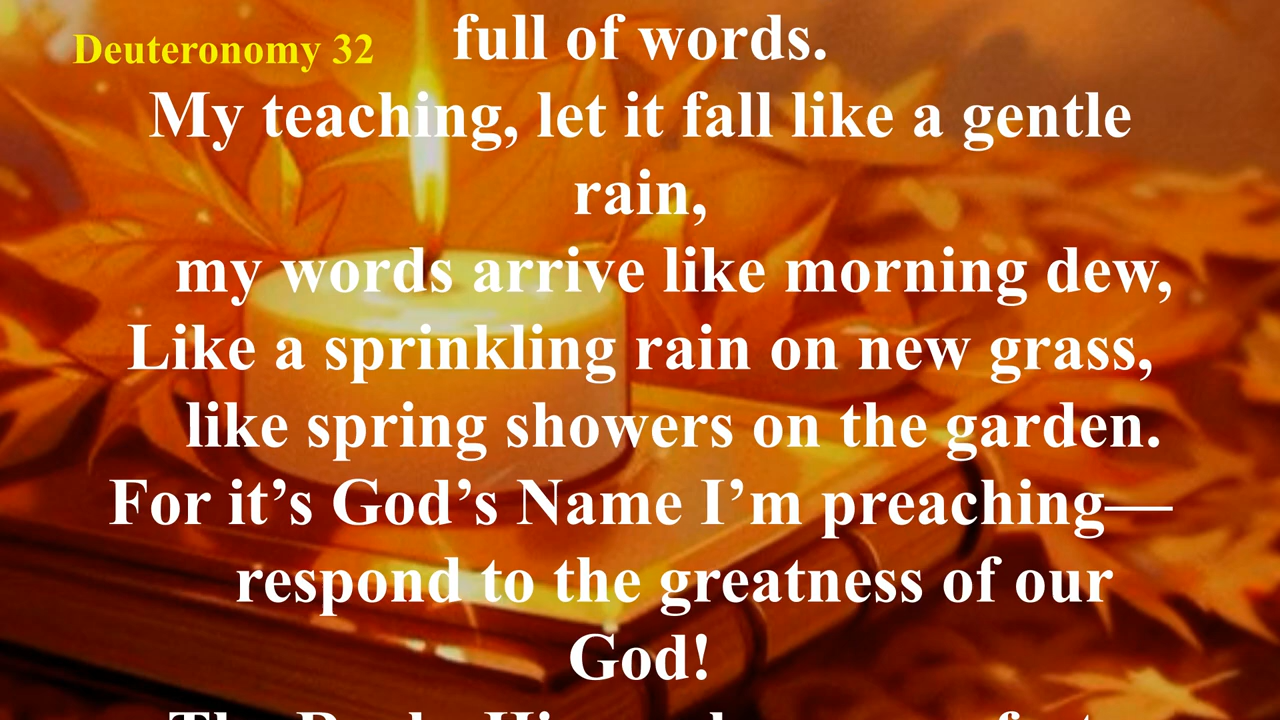 Deuteronomy 32
full of words.
My teaching, let it fall like a gentle
rain,
my words arrive like morning dew,
Like a sprinkling rain on new grass,
like spring showers on the garden.
For it’s God’s Name I’m preaching—
respond to the greatness of our
God!